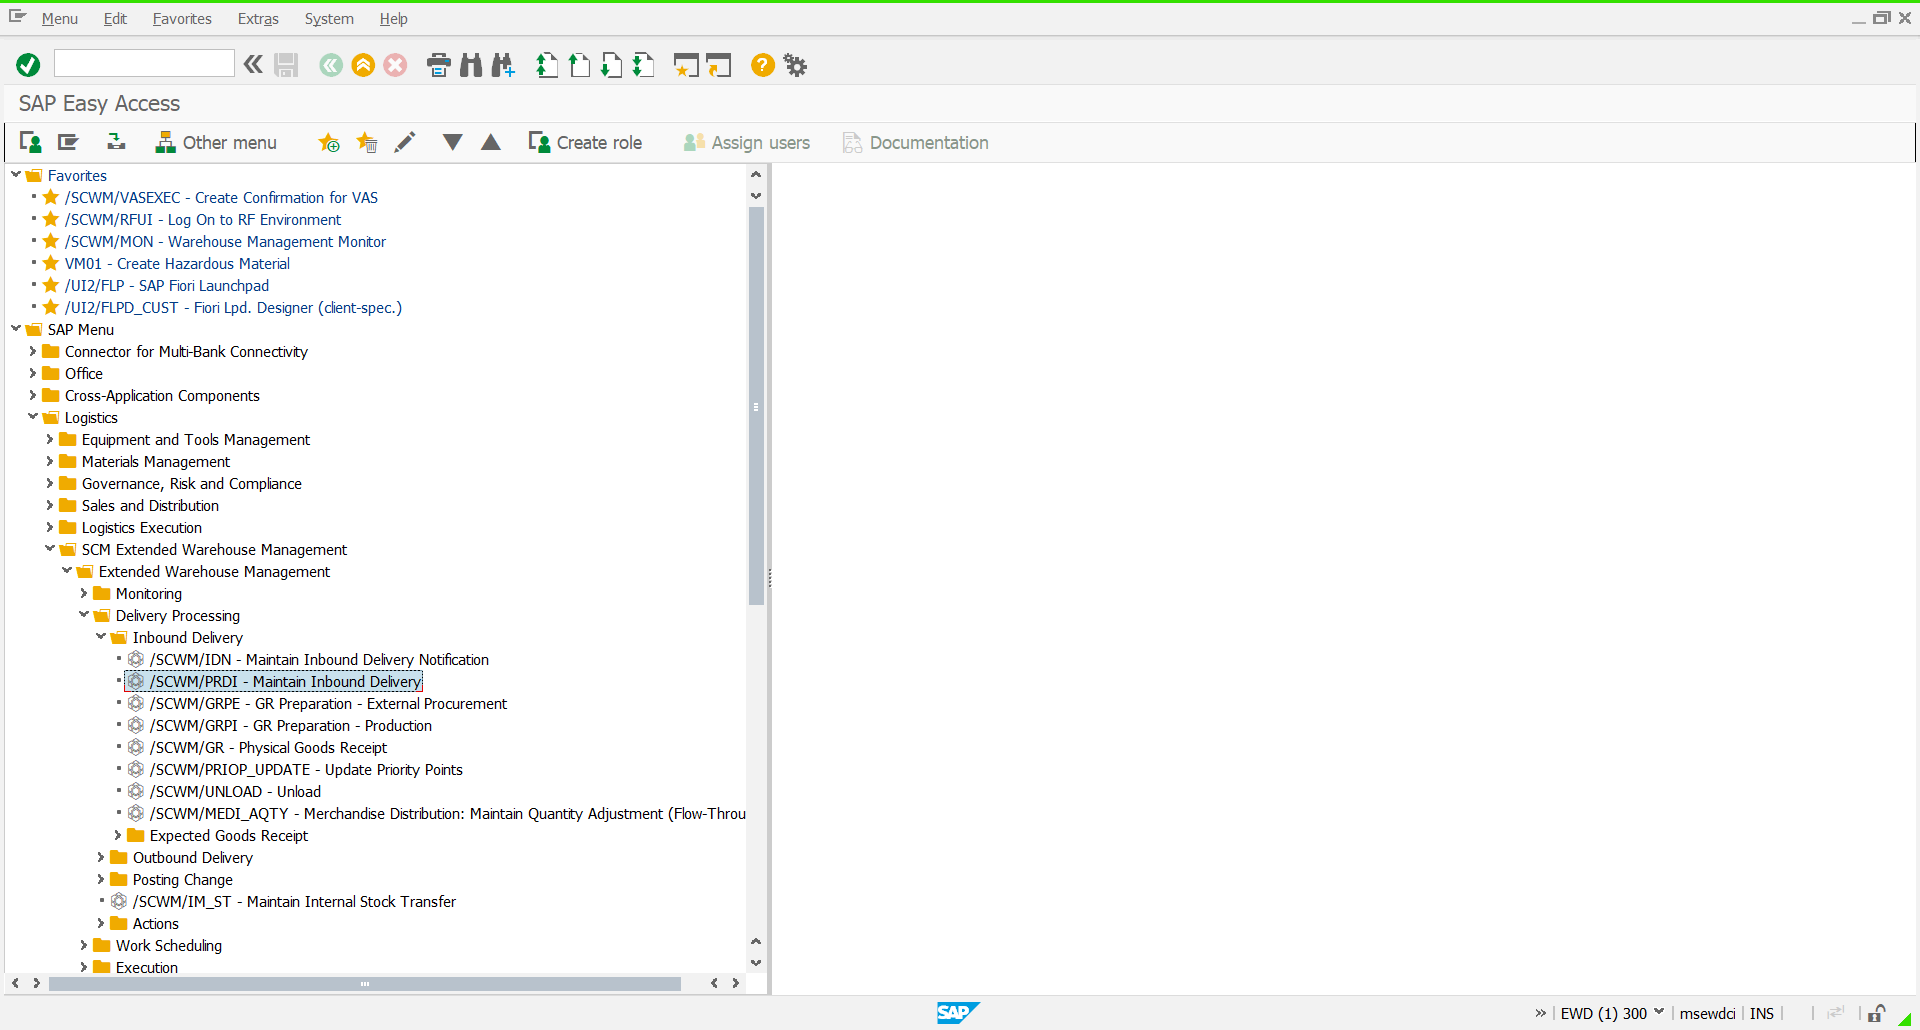 Menu Edit Favorites Extras System Help
SAP Easy Access
Other menu Create role Assign users Documentation
Favorites
/SCWM/VASEXEC - Create Confirmation for VAS
/SCWM/RFUI - Log On to RF Environment
/SCWM/MON - Warehouse Management Monitor
VM01 - Create Hazardous Material
/UI2/FLP - SAP Fiori Launchpad
/UI2/FLPD_CUST - Fiori Lpd. Designer (client-spec.)
SAP Menu
Connector for Multi-Bank Connectivity
Office
Cross-Application Components
Logistics
Equipment and Tools Management
Materials Management
Governance, Risk and Compliance
Sales and Distribution
Logistics Execution
SCM Extended Warehouse Management
Extended Warehouse Management
Monitoring
Delivery Processing
Inbound Delivery
/SCWM/IDN - Maintain Inbound Delivery Notification
/SCWM/PRDI - Maintain Inbound Delivery
/SCWM/GRPE - GR Preparation - External Procurement
/SCWM/GRPI - GR Preparation - Production
/SCWM/GR - Physical Goods Receipt
/SCWM/PRIOP_UPDATE - Update Priority Points
/SCWM/UNLOAD - Unload
/SCWM/MEDI_AQTY - Merchandise Distribution: Maintain Quantity Adjustment (Flow-Throu
Expected Goods Receipt
Outbound Delivery
Posting Change
/SCWM/IM_ST - Maintain Internal Stock Transfer
Actions
Work Scheduling
Execution
SAP EWD (1) 300 msewdci INS